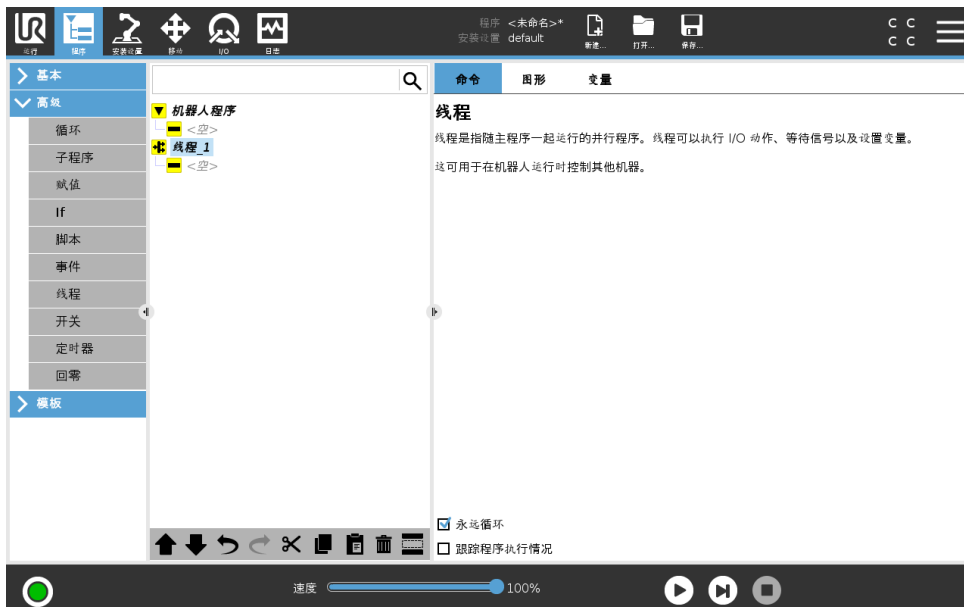 UR
运行
程序
安装设置
移动
I/O
日志
程序 <未命名>*
安装设置 default
新建...
打开...
保存...
C C
C C
基本
高级
循环
子程序
赋值
If
脚本
事件
线程
开关
定时器
回零
模板
机器人程序
<空>
线程_1
<空>
命令 图形 变量
线程
线程是指随主程序一起运行的并行程序。线程可以执行 I/O 动作、等待信号以及设置变量。
这可用于在机器人运行时控制其他机器。
永远循环
跟踪程序执行情况
速度 100%